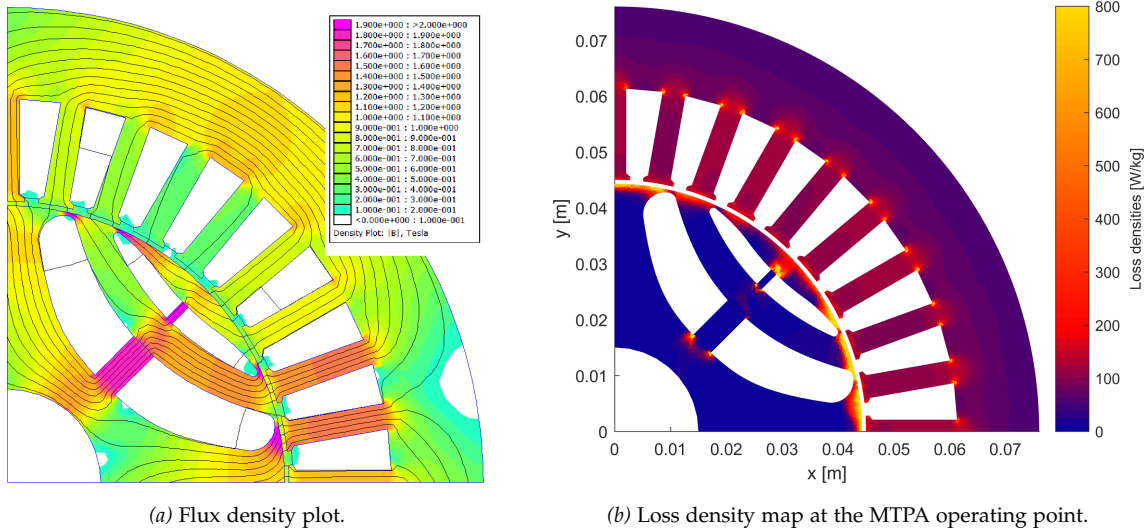 1.900e+000 : >2.000e+000
1.800e+000 : 1.900e+000
1.700e+000 : 1.800e+000
1.600e+000 : 1.700e+000
1.500e+000 : 1.600e+000
1.400e+000 : 1.500e+000
1.300e+000 : 1.400e+000
1.200e+000 : 1.300e+000
1.100e+000 : 1.200e+000
1.000e+000 : 1.100e+000
9.000e-001 : 1.000e+000
8.000e-001 : 9.000e-001
7.000e-001 : 8.000e-001
6.000e-001 : 7.000e-001
5.000e-001 : 6.000e-001
4.000e-001 : 5.000e-001
3.000e-001 : 4.000e-001
2.000e-001 : 3.000e-001
1.000e-001 : 2.000e-001
<0.000e+000 : 1.000e-001
Density Plot: |B|, Tesla
(a) Flux density plot.
0.07
0.06
0.05
0.04
0.03
0.02
0.01
0
y [m]
0 0.01 0.02 0.03 0.04 0.05 0.06 0.07
x [m]
800
700
600
500
400
300
200
100
0
Loss densities [W/kg]
(b) Loss density map at the MTPA operating point.